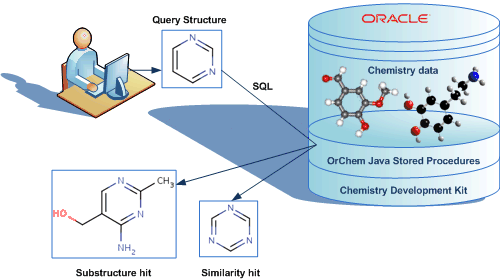 Query Structure
ORACLE
N
N
Chemistry data
SQL
OrChem Java Stored Procedures
Chemistry Development Kit
N
CH₃
HO
N
NH₂
N
N
N
Substructure hit
Similarity hit